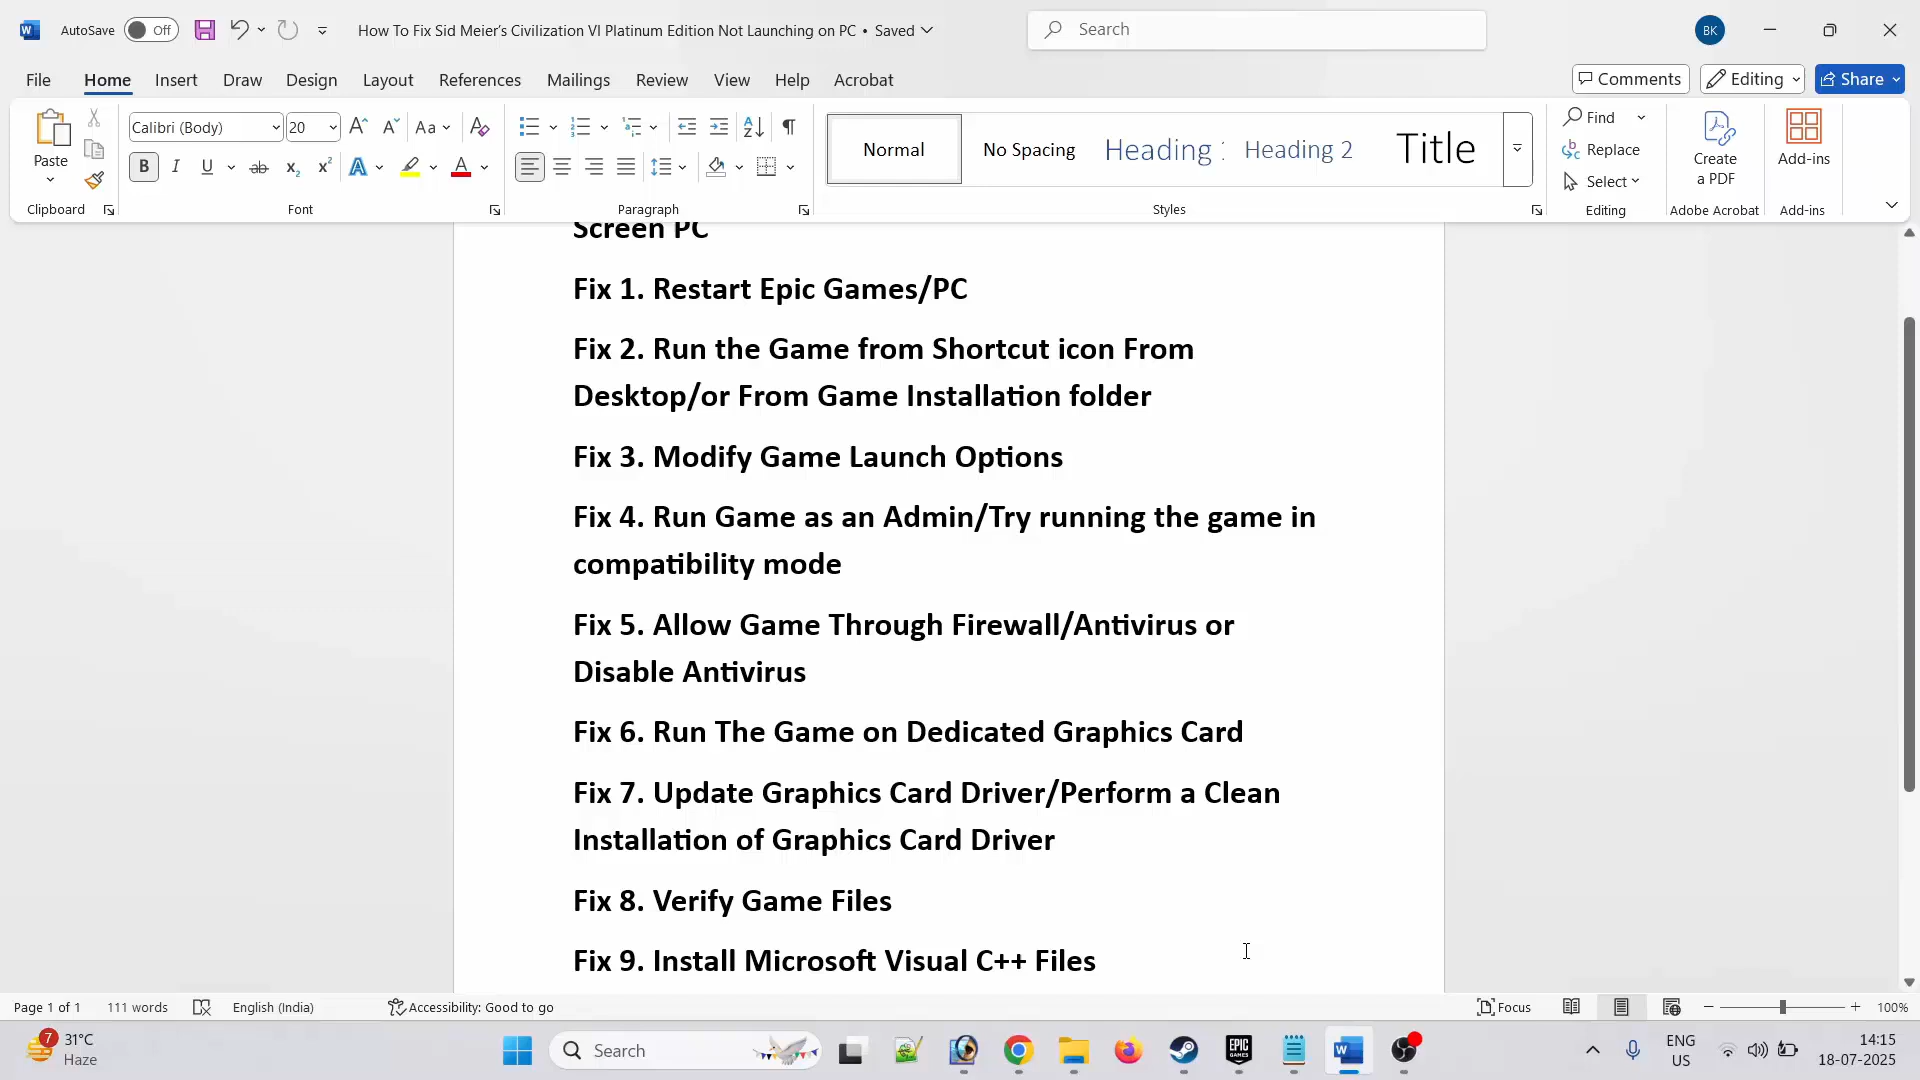 AutoSave Off How To Fix Sid Meier's Civilization VI Platinum Edition Not Launching on PC • Saved Search BK
File Home Insert Draw Design Layout References Mailings Review View Help Acrobat Comments Editing Share
Paste
Calibri (Body) 20
Normal No Spacing Heading Heading 2 Title
Find
Replace
Select
Create a PDF
Add-ins
Clipboard Font Paragraph Styles Editing Adobe Acrobat Add-ins
Screen PC
Fix 1. Restart Epic Games/PC
Fix 2. Run the Game from Shortcut icon From
Desktop/or From Game Installation folder
Fix 3. Modify Game Launch Options
Fix 4. Run Game as an Admin/Try running the game in
compatibility mode
Fix 5. Allow Game Through Firewall/Antivirus or
Disable Antivirus
Fix 6. Run The Game on Dedicated Graphics Card
Fix 7. Update Graphics Card Driver/Perform a Clean
Installation of Graphics Card Driver
Fix 8. Verify Game Files
Fix 9. Install Microsoft Visual C++ Files
Page 1 of 1 111 words English (India) Accessibility: Good to go Focus 100%
7 31°C
Haze
Search
EPIC GAMES
ENG
US
14:15
18-07-2025